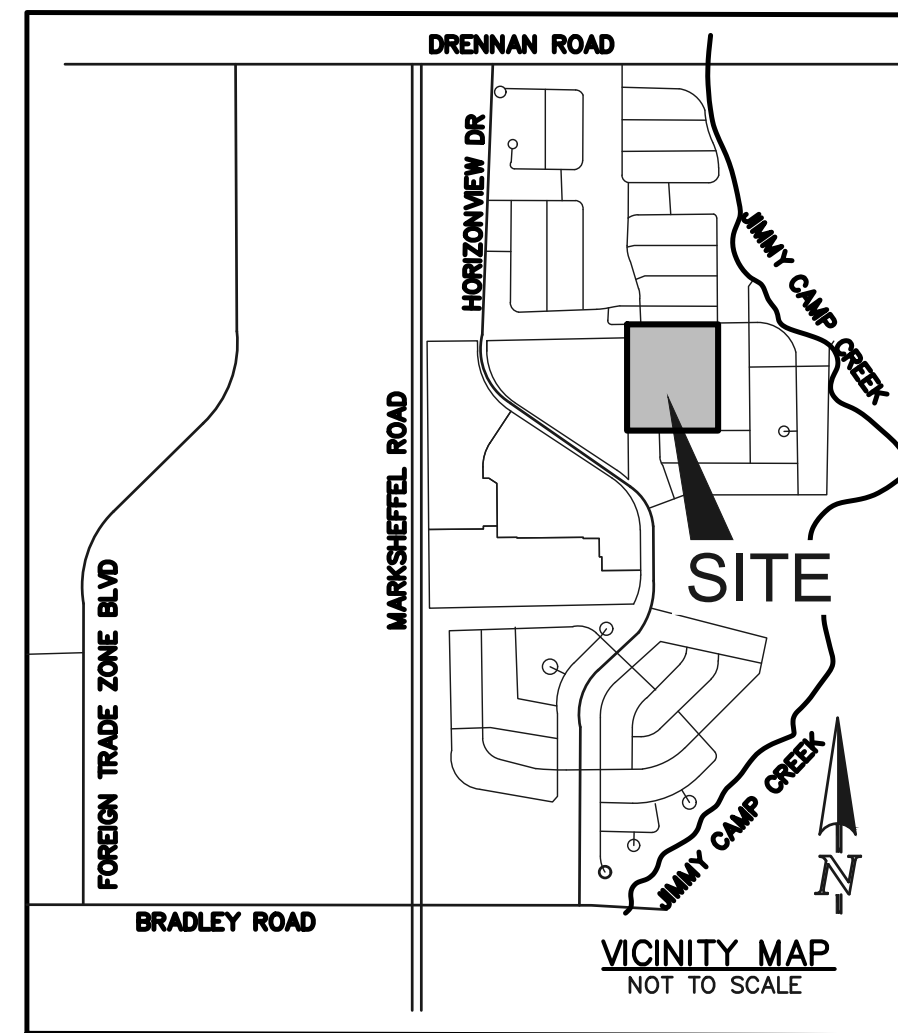 DRENNAN ROAD
HORIZONVIEW DR
JIMMY CAMP CREEK
MARKSHEFFEL ROAD
SITE
FOREIGN TRADE ZONE BLVD
JIMMY CAMP CREEK
N
BRADLEY ROAD
VICINITY MAP
NOT TO SCALE